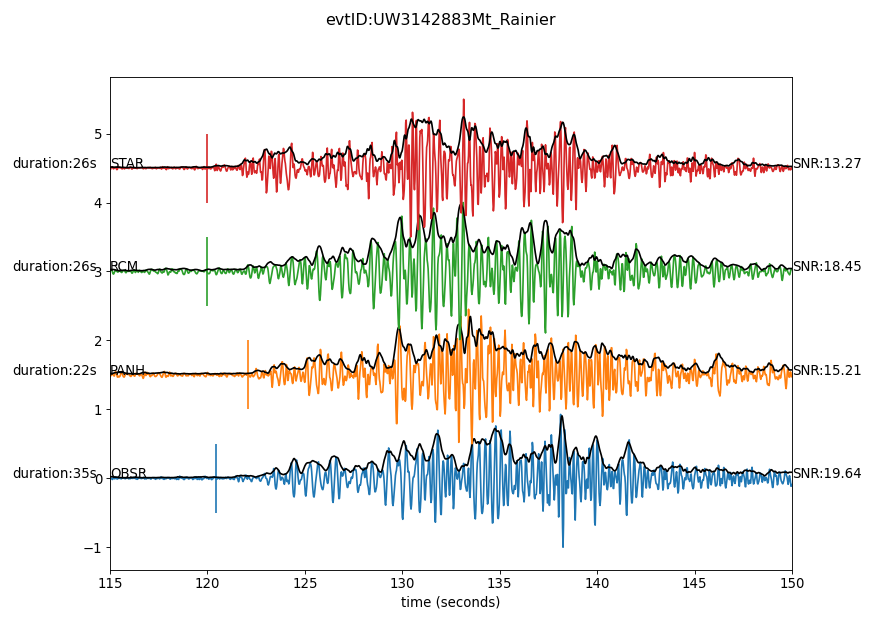 evtID:UW3142883Mt_Rainier
5
duration:26s STAR SNR:13.27
4
duration:26s 3 RCM SNR:18.45
2
duration:22s PANH SNR:15.21
1
duration:35s 0 OBSR SNR:19.64
−1
115 120 125 130 135 140 145 150
time (seconds)